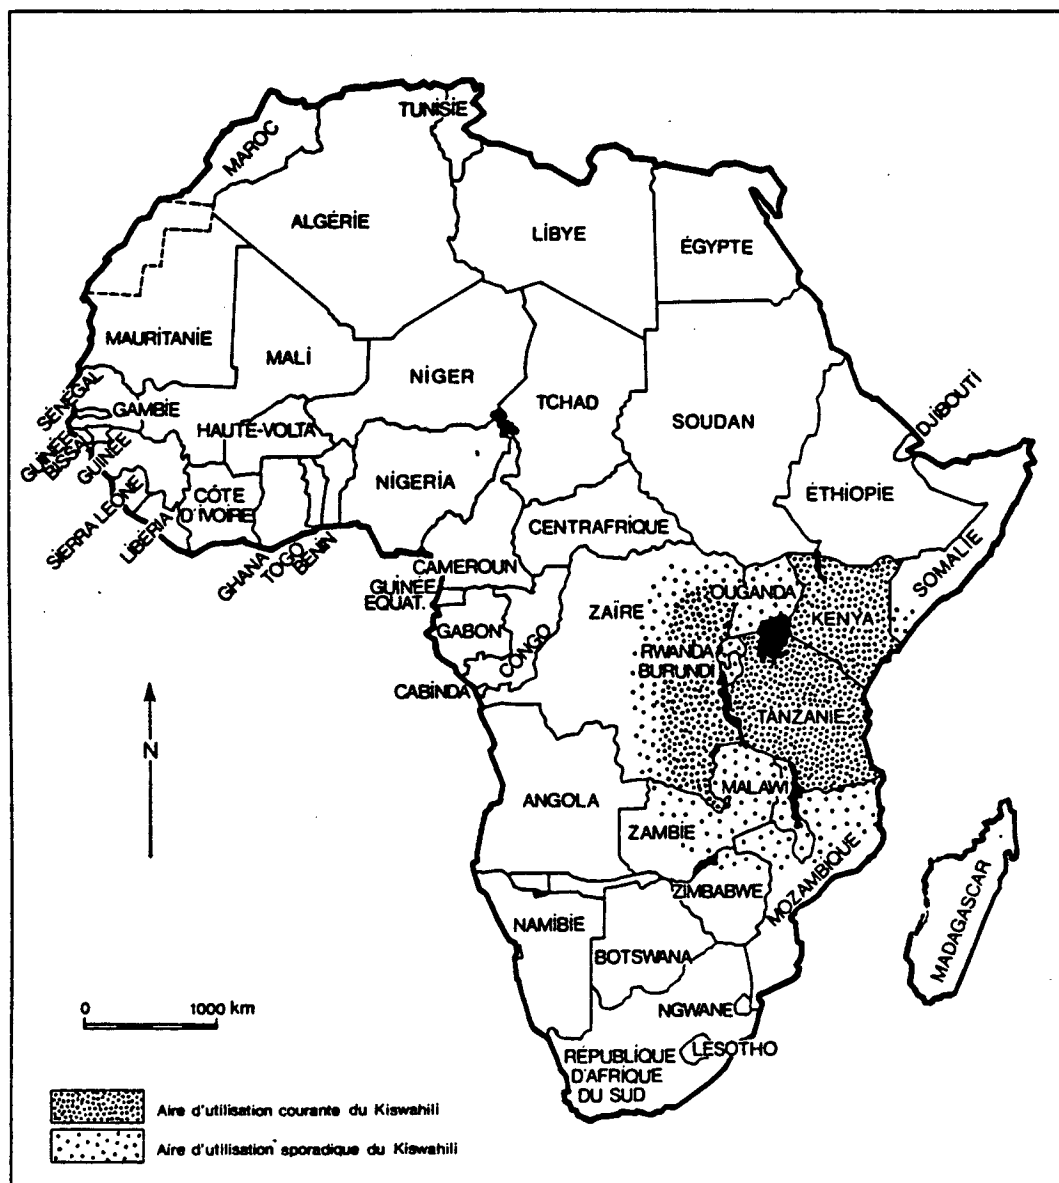 TUNISIE
MAROC
ALGÉRIE
LIBYE
ÉGYPTE
MAURITANIE
MALI
NIGER
TCHAD
SOUDAN
DJIBOUTI
SÉNÉGAL
GAMBIE
GUINÉE
BISSAU
GUINÉE
HAUTE-VOLTA
NIGERIA
ÉTHIOPIE
SIERRA LEONE
LIBÉRIA
CÔTE
D'IVOIRE
GHANA
TOGO
BENIN
CENTRAFRIQUE
CAMEROUN
SOMALIE
GUINÉE
EQUAT.
GABON
CONGO
ZAÏRE
OUGANDA
KENYA
RWANDA
BURUNDI
CABINDA
TANZANIE
N
ANGOLA
MALAWI
ZAMBIE
MOZAMBIQUE
ZIMBABWE
MADAGASCAR
NAMIBIE
BOTSWANA
NGWANE
LESOTHO
RÉPUBLIQUE
D'AFRIQUE
DU SUD
0 1000 km
Aire d'utilisation courante du Kiswahili
Aire d'utilisation sporadique du Kiswahili